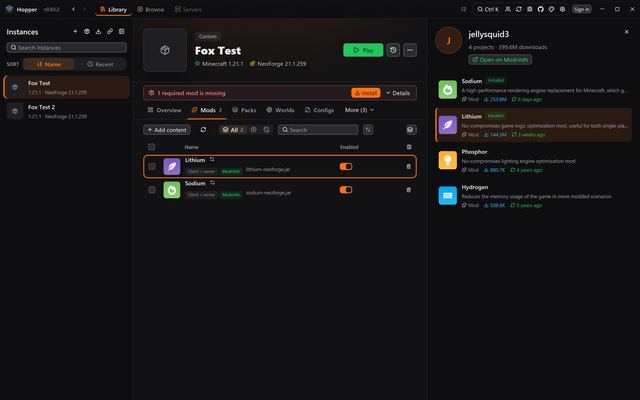 Hopper v0.83.2 Library Browse Servers Ctrl K Sign in
Instances
Search instances
SORT Name Recent
Fox Test
1.21.1 · NeoForge 21.1.259
Fox Test 2
1.21.1 · NeoForge 21.1.259
Custom
Fox Test
Minecraft 1.21.1 NeoForge 21.1.259
Play
1 required mod is missing Install Details
Overview Mods 2 Packs Worlds Configs More (3)
+ Add content All 2 Search
Name Enabled
Lithium
Client + server Modrinth lithium-neoforge.jar
Sodium
Client + server Modrinth sodium-neoforge.jar
J
jellysquid3
4 projects · 399.6M downloads
Open on Modrinth
Sodium Installed
A high-performance rendering engine replacement for Minecraft, which g...
Mod 253.8M 6 days ago
Lithium Installed
No-compromises game logic optimization mod, useful for both single-pla...
Mod 144.5M 3 weeks ago
Phosphor
No-compromises lighting engine optimization mod
Mod 880.7K 4 years ago
Hydrogen
Reduces the memory usage of the game in more modded scenarios
Mod 508.6K 5 years ago